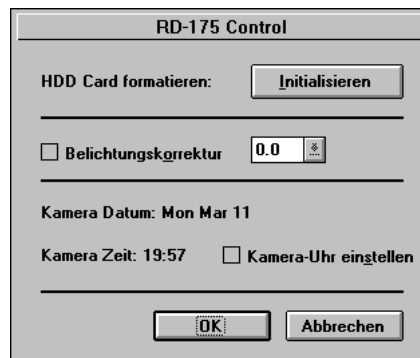 RD-175 Control
HDD Card formatieren: Initialisieren
Belichtungskorrektur 0.0
Kamera Datum: Mon Mar 11
Kamera Zeit: 19:57 Kamera-Uhr einstellen
OK Abbrechen